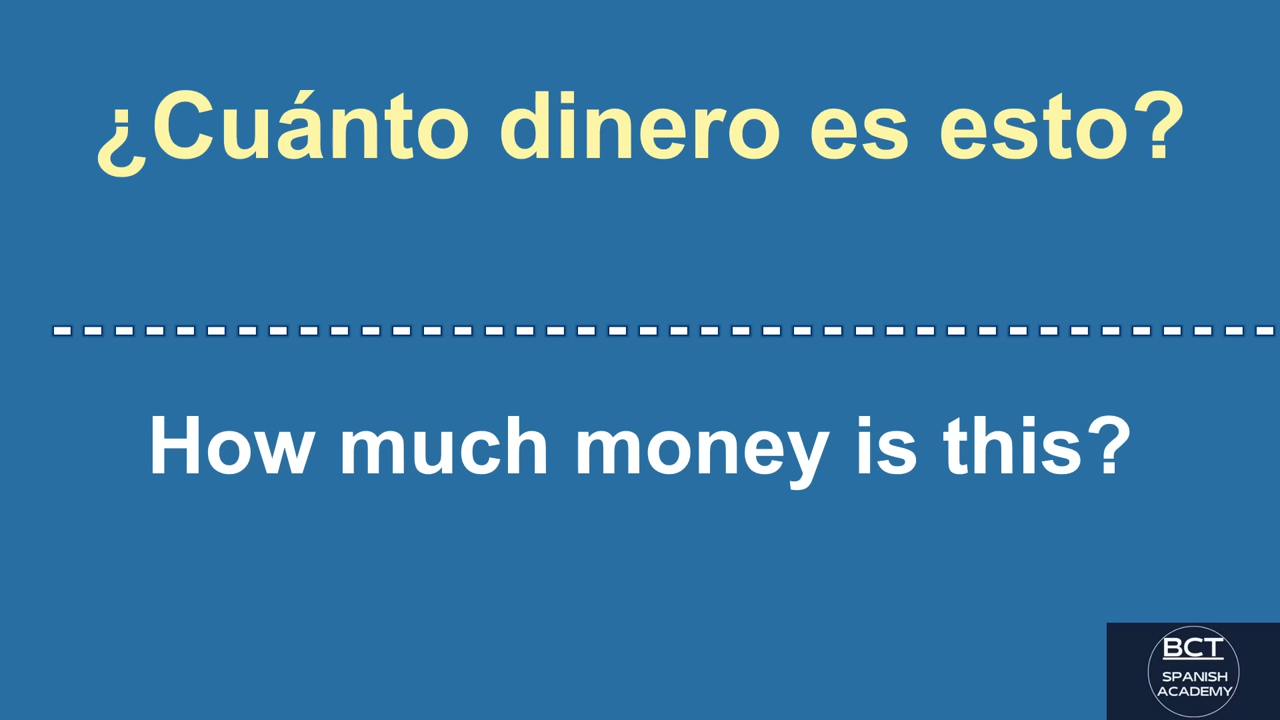 ¿Cuánto dinero es esto?
How much money is this?
BCT
SPANISH
ACADEMY